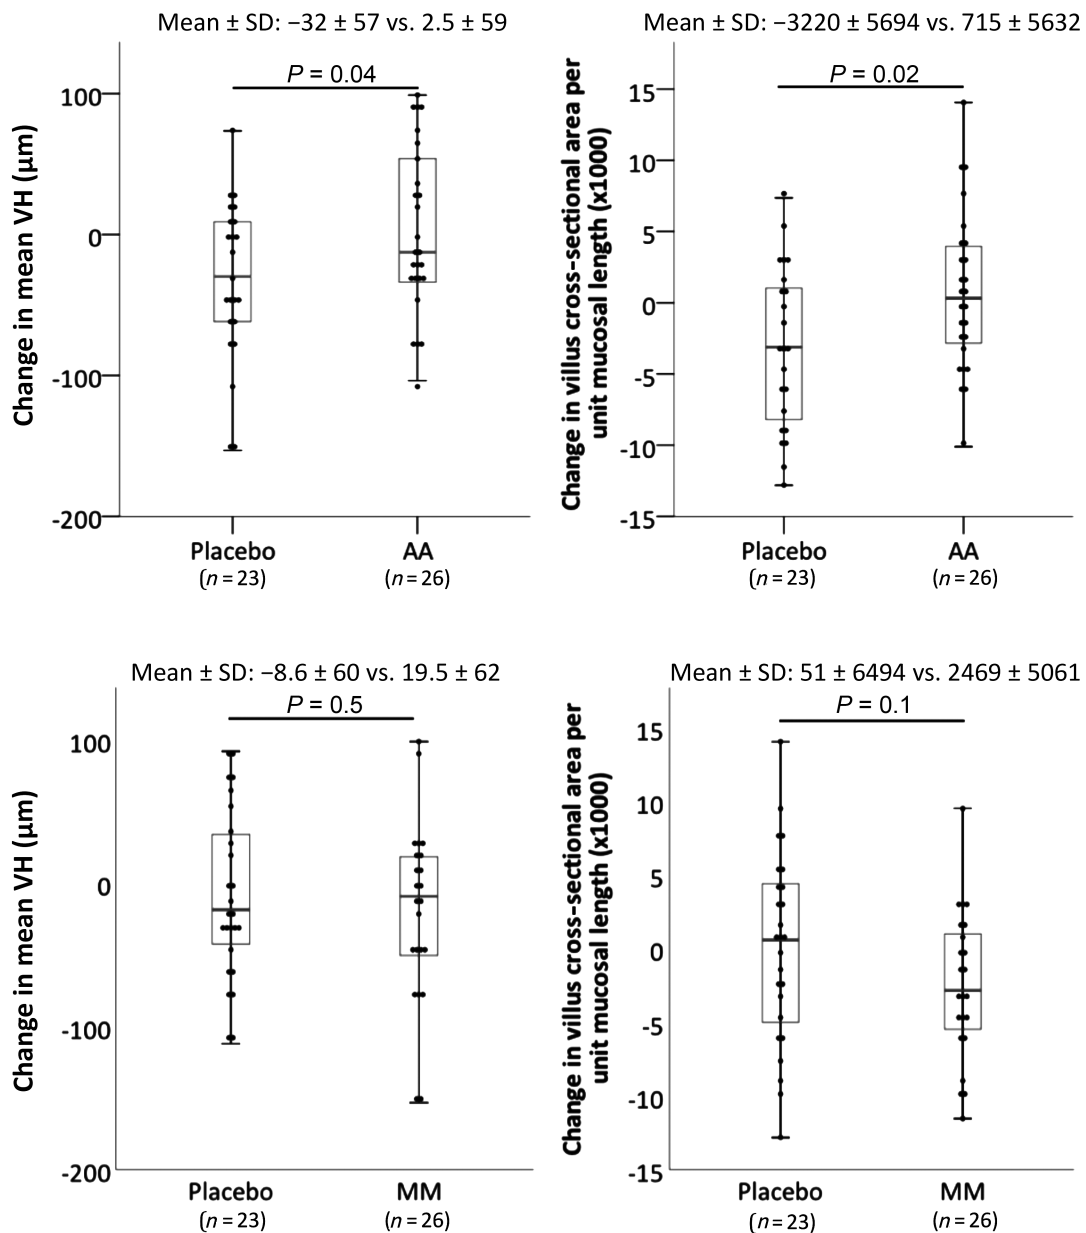 Mean ± SD: −32 ± 57 vs. 2.5 ± 59
P = 0.04
Change in mean VH (µm)
100
0
-100
-200
Placebo
AA
(n = 23)
(n = 26)
Mean ± SD: −3220 ± 5694 vs. 715 ± 5632
P = 0.02
Change in villus cross-sectional area per
unit mucosal length (x1000)
15
10
5
0
-5
-10
-15
Placebo
AA
(n = 23)
(n = 26)
Mean ± SD: −8.6 ± 60 vs. 19.5 ± 62
P = 0.5
Change in mean VH (µm)
100
0
-100
-200
Placebo
MM
(n = 23)
(n = 26)
Mean ± SD: 51 ± 6494 vs. 2469 ± 5061
P = 0.1
Change in villus cross-sectional area per
unit mucosal length (x1000)
15
10
5
0
-5
-10
-15
Placebo
MM
(n = 23)
(n = 26)